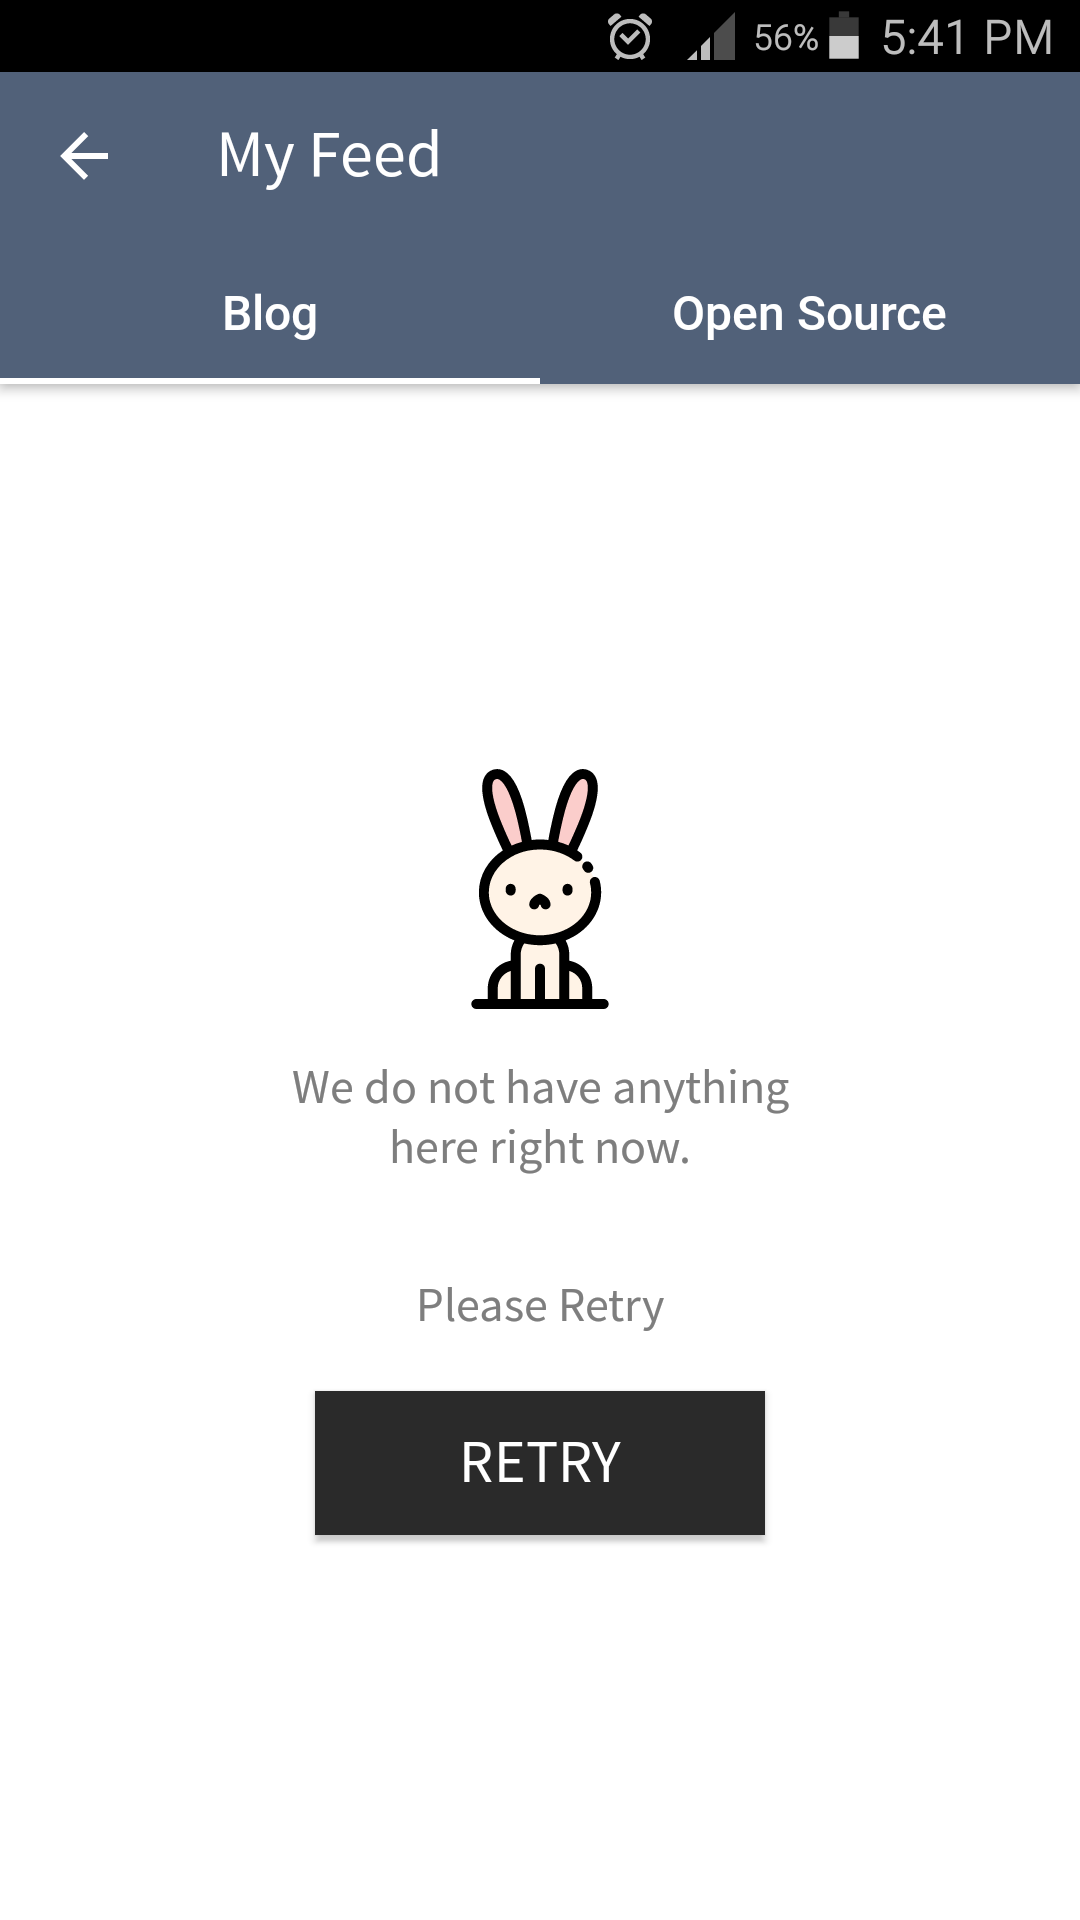 56% 5:41 PM
My Feed
Blog Open Source
We do not have anything
here right now.
Please Retry
RETRY